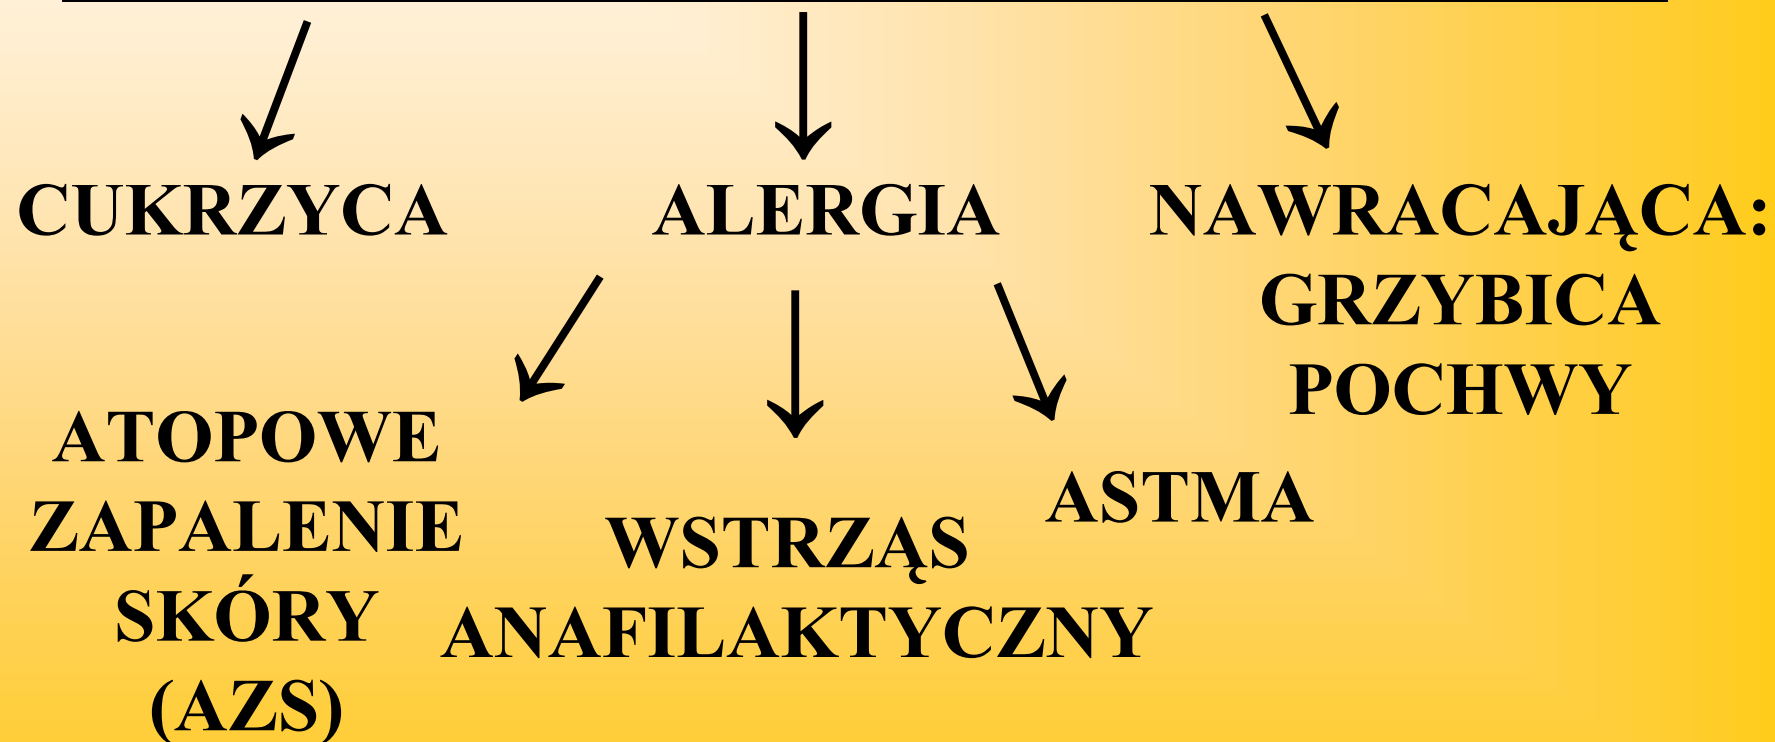 CUKRZYCA
ALERGIA
NAWRACAJĄCA:
GRZYBICA
POCHWY
ATOPOWE
ZAPALENIE
SKÓRY
(AZS)
WSTRZĄS
ANAFILAKTYCZNY
ASTMA